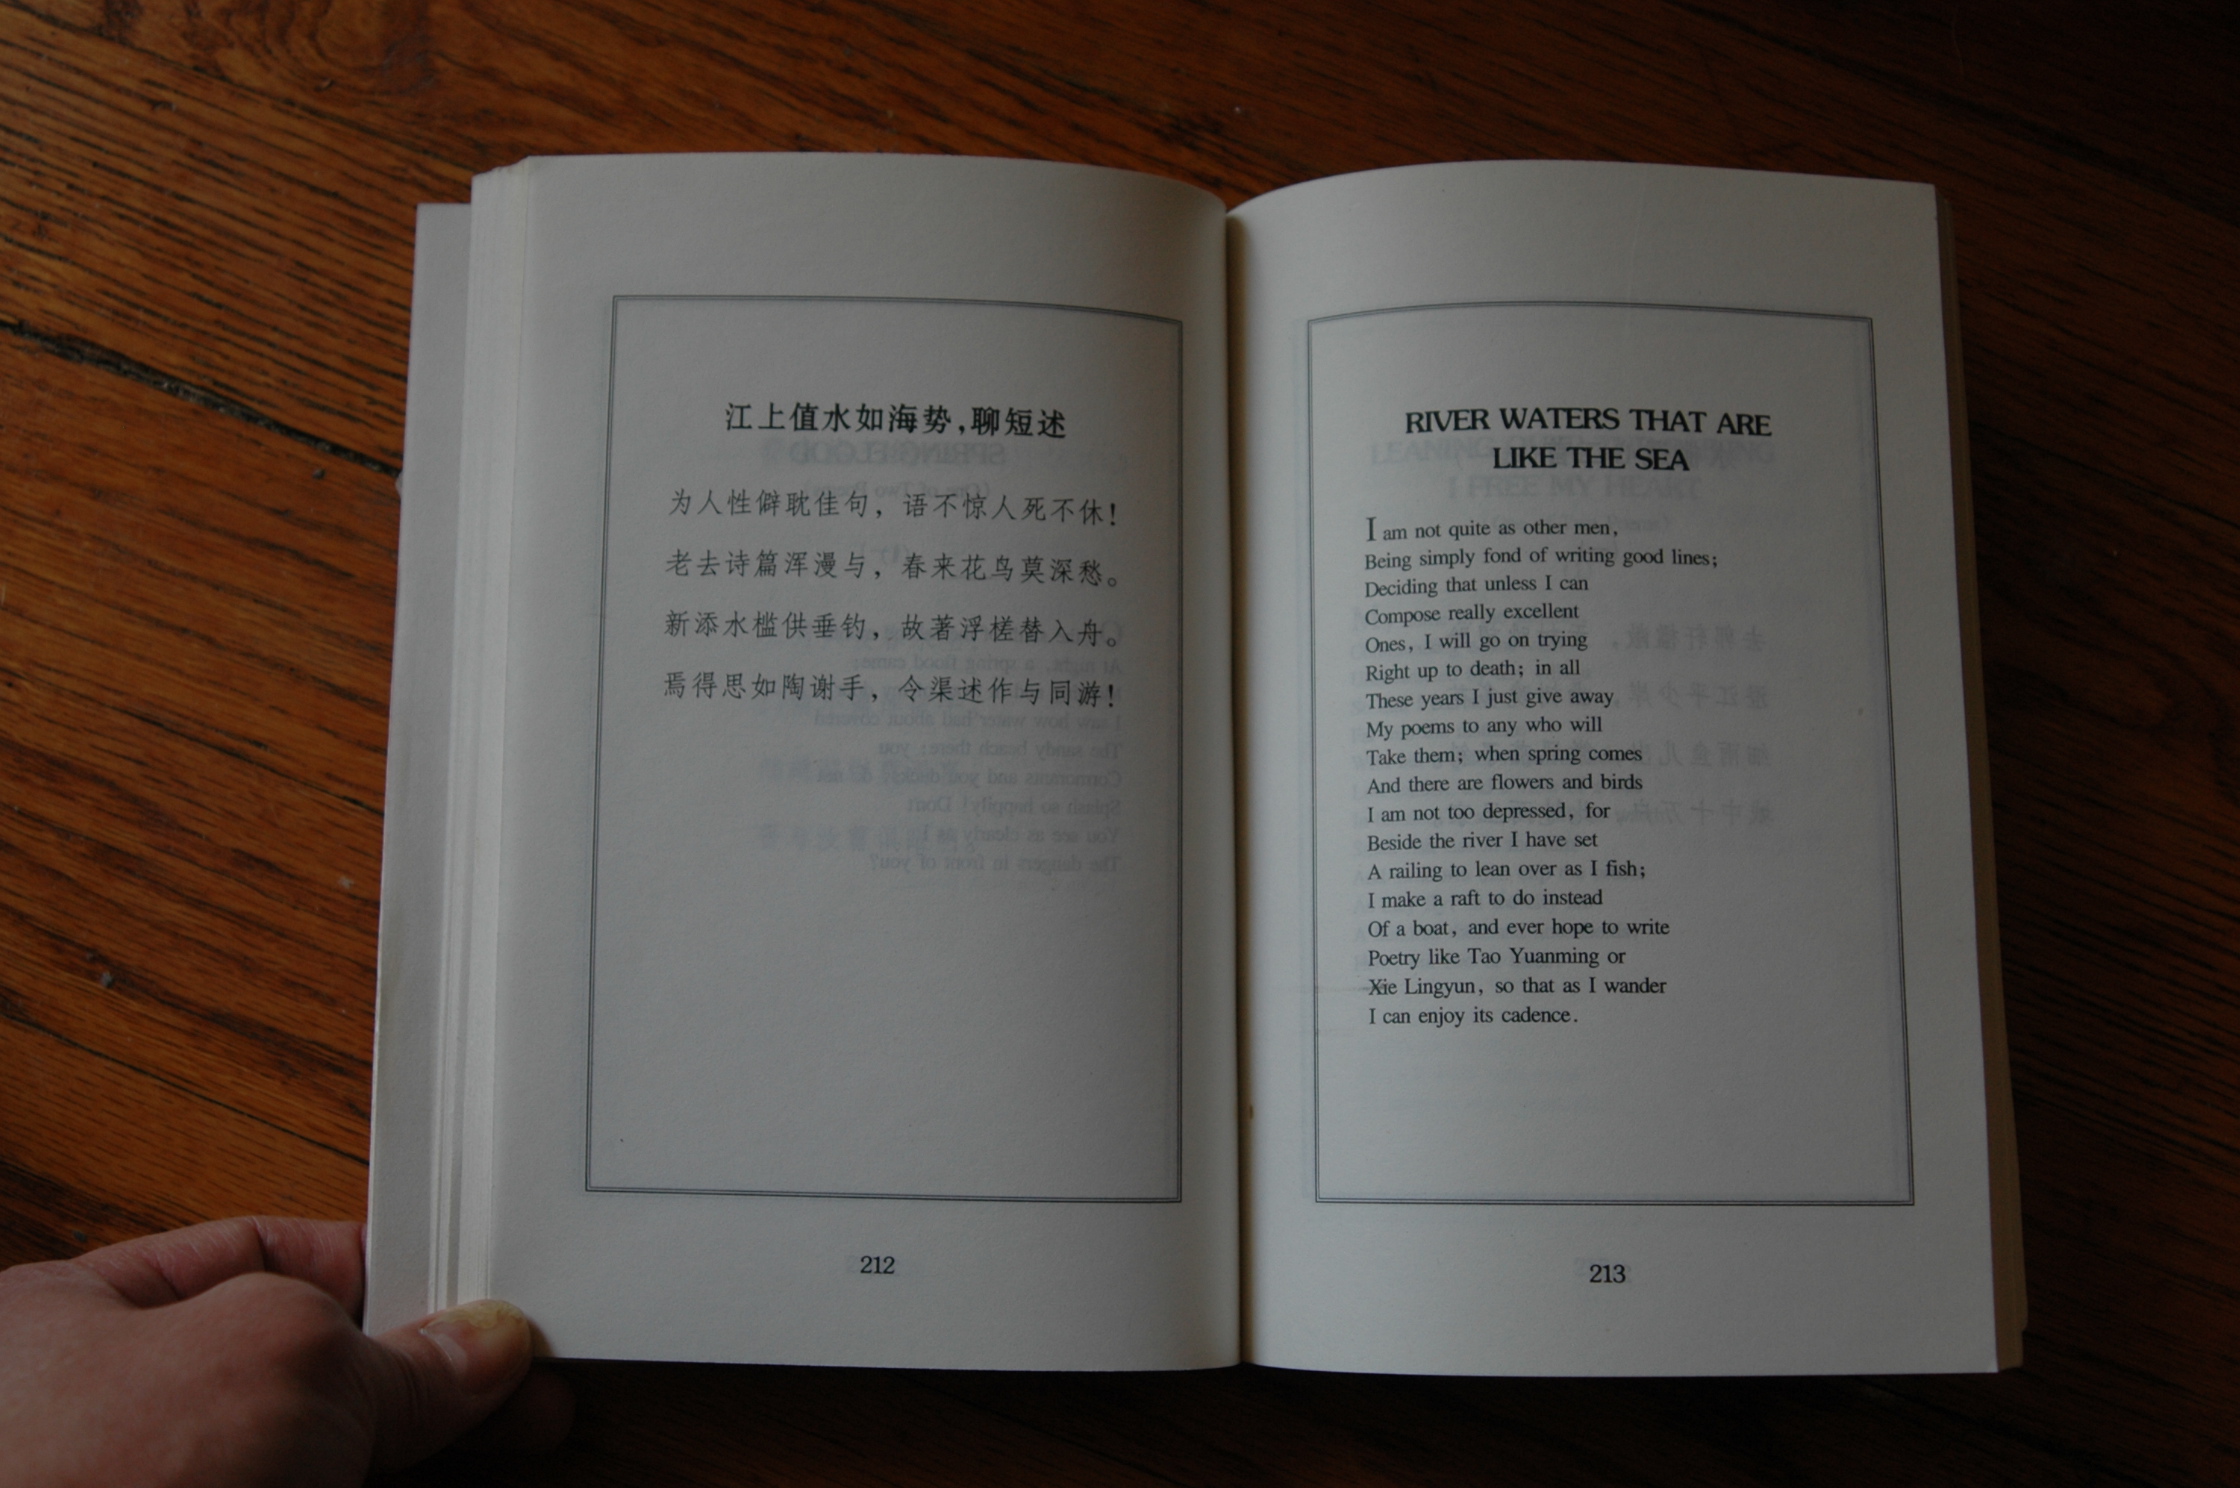 江上值水如海势,聊短述
为人性僻耽佳句,语不惊人死不休!
老去诗篇浑漫与,春来花鸟莫深愁。
新添水槛供垂钓,故著浮槎替入舟。
焉得思如陶谢手,令渠述作与同游!
212
RIVER WATERS THAT ARE
LIKE THE SEA
I am not quite as other men,
Being simply fond of writing good lines;
Deciding that unless I can
Compose really excellent
Ones, I will go on trying
Right up to death; in all
These years I just give away
My poems to any who will
Take them; when spring comes
And there are flowers and birds
I am not too depressed, for
Beside the river I have set
A railing to lean over as I fish;
I make a raft to do instead
Of a boat, and ever hope to write
Poetry like Tao Yuanming or
Xie Lingyun, so that as I wander
I can enjoy its cadence.
213